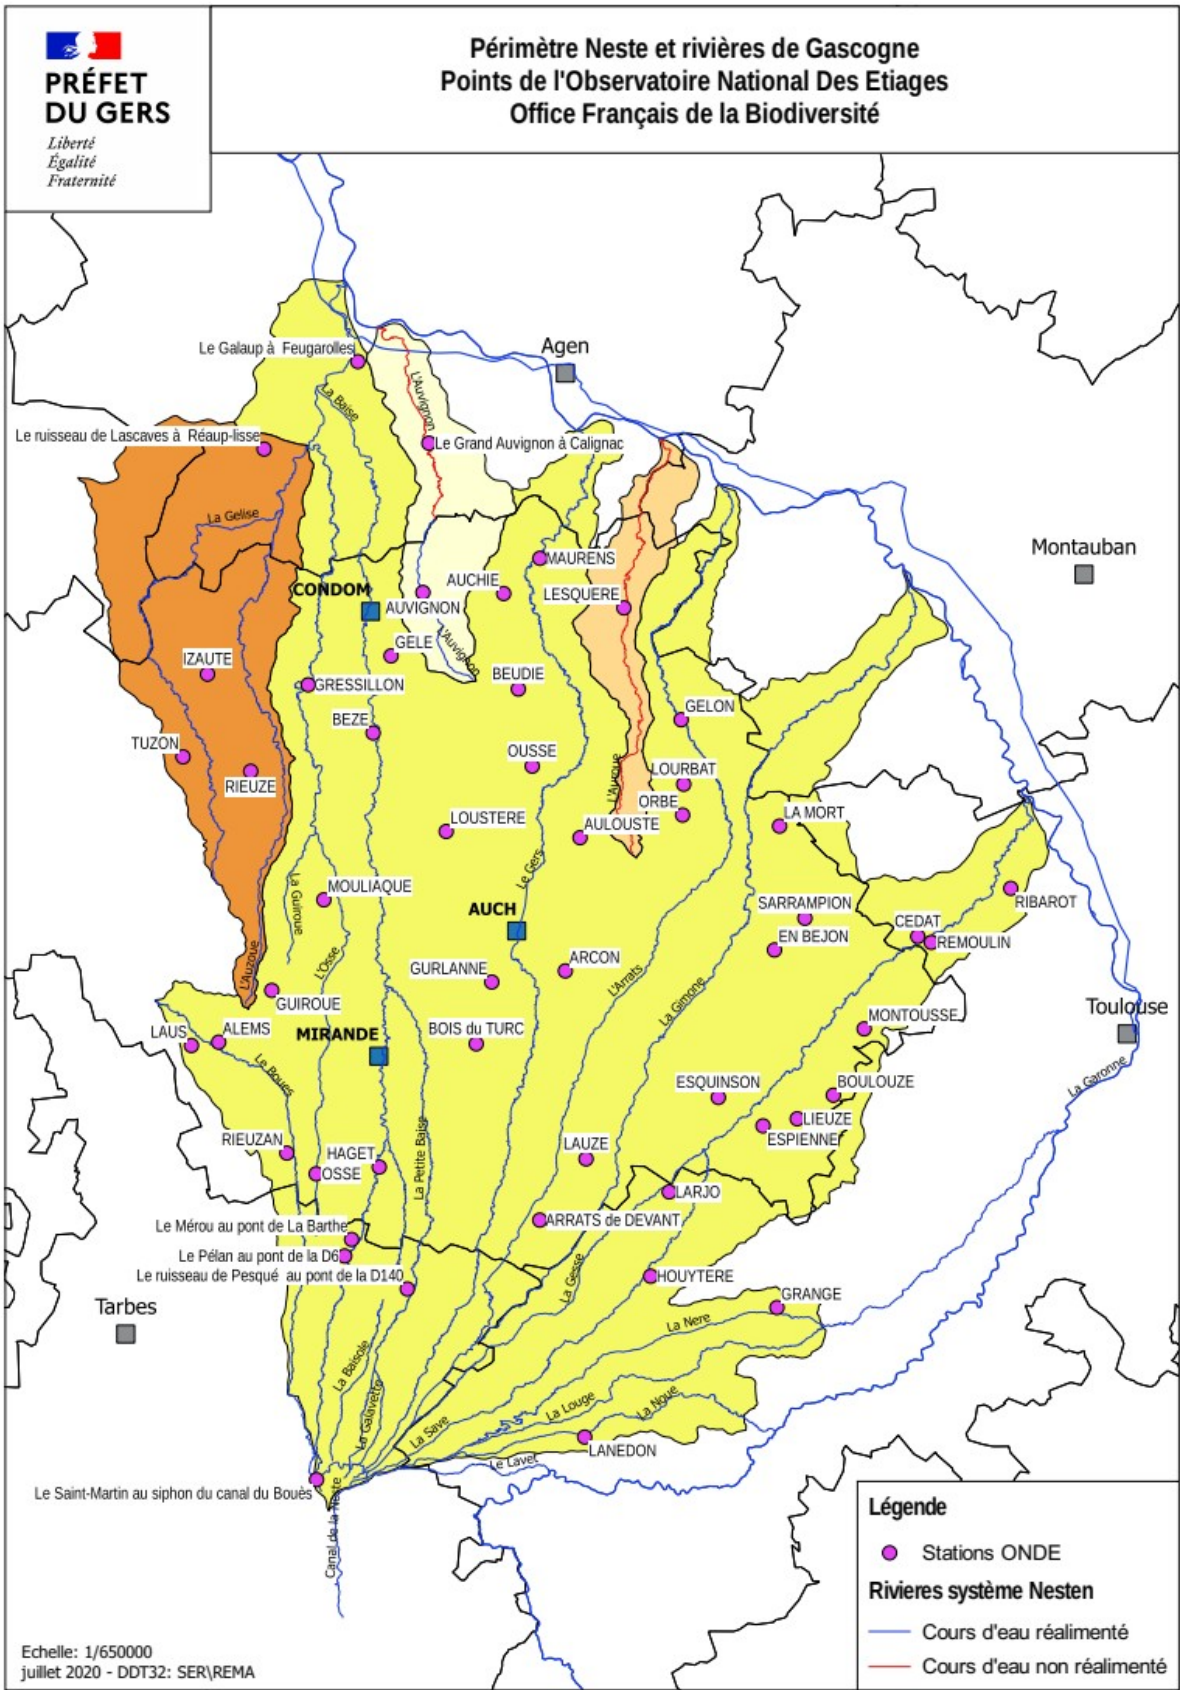 PRÉFET
DU GERS
Liberté
Égalité
Fraternité
Périmètre Neste et rivières de Gascogne
Points de l'Observatoire National Des Etiages
Office Français de la Biodiversité
Agen
Le Galaup à Feugarolles
L'Auvignon
La Baise
Le ruisseau de Lascaves à Réaup-lisse
Le Grand Auvignon à Calignac
La Gelise
Montauban
MAURENS
CONDOM
AUCHIE
AUVIGNON
LESQUERE
L'Auvignon
GELE
IZAUTE
GRESSILLON
BEUDIE
GELON
BEZE
TUZON
OUSSE
RIEUZE
L'Auroue
LOURBAT
ORBE
LOUSTERE
AULOUSTE
LA MORT
Le Gers
MOULIAQUE
La Guiroue
RIBAROT
AUCH
SARRAMPION
CEDAT
EN BEJON
REMOULIN
L'Osse
L'Auzoue
GURLANNE
ARCON
L'Arrats
La Gimone
GUIROUE
LAUS
ALEMS
MIRANDE
BOIS du TURC
MONTOUSSE
Toulouse
Le Boues
La Garonne
ESQUINSON
BOULOUZE
LIEUZE
ESPIENNE
RIEUZAN
HAGET
OSSE
La Petite Baise
LAUZE
LARJO
Le Mérou au pont de La Barthe
ARRATS de DEVANT
Le Pélan au pont de la D6
Le ruisseau de Pesqué au pont de la D140
La Gesse
HOUYTERE
Tarbes
GRANGE
La Nere
La Baisole
La Galavette
La Save
La Louge
La Noue
LANEDON
Le Lavet
Le Saint-Martin au siphon du canal du Bouès
Canal de la Neste
Légende
Stations ONDE
Rivieres système Nesten
Cours d'eau réalimenté
Cours d'eau non réalimenté
Echelle: 1/650000
juillet 2020 - DDT32: SER\REMA